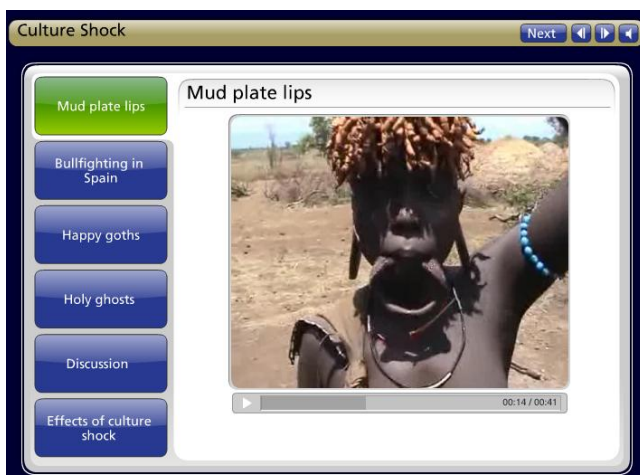 Culture Shock
Next
Mud plate lips
Bullfighting in
Spain
Happy goths
Holy ghosts
Discussion
Effects of culture
shock
Mud plate lips
00:14 / 00:41